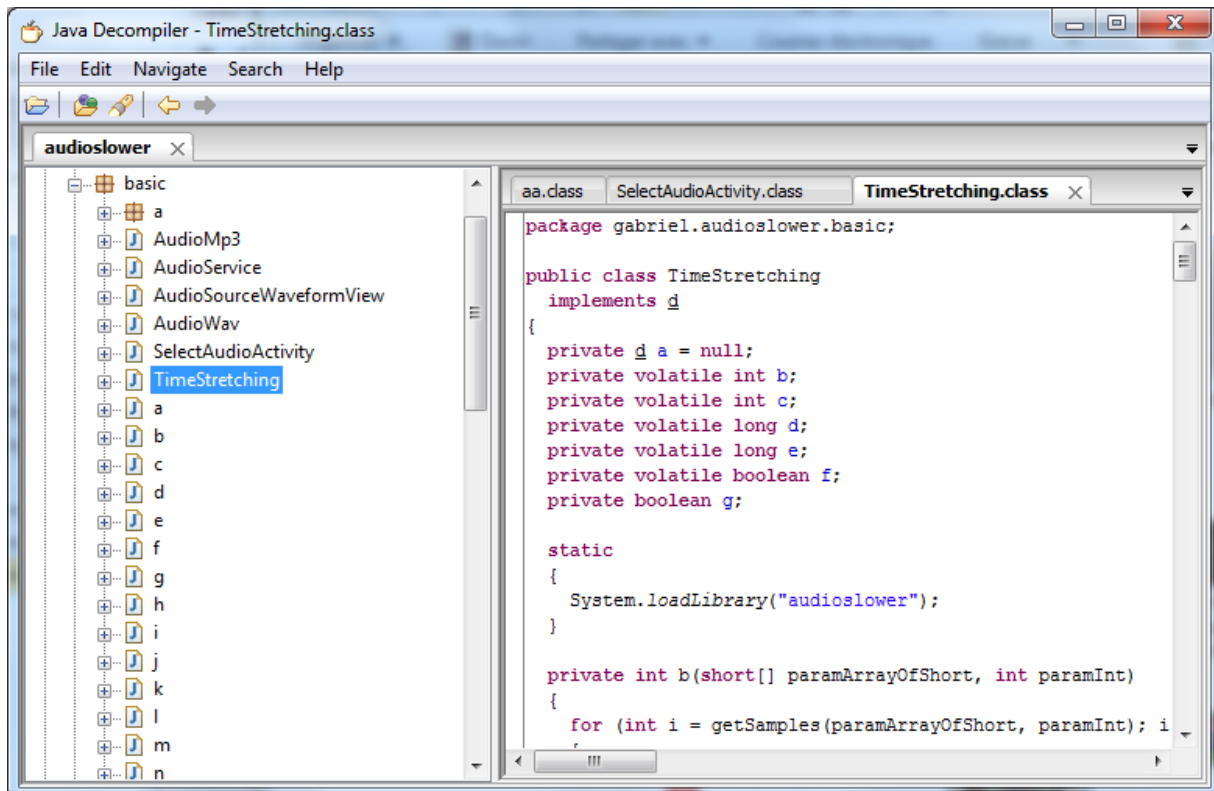 Java Decompiler - TimeStretching.class
File Edit Navigate Search Help
audioslower
basic
a
AudioMp3
AudioService
AudioSourceWaveformView
AudioWav
SelectAudioActivity
TimeStretching
a
b
c
d
e
f
g
h
i
j
k
l
m
n
aa.class SelectAudioActivity.class TimeStretching.class
package gabriel.audioslower.basic;
public class TimeStretching
implements d
{
private d a = null;
private volatile int b;
private volatile int c;
private volatile long d;
private volatile long e;
private volatile boolean f;
private boolean g;
static
{
System.loadLibrary("audioslower");
}
private int b(short[] paramArrayOfShort, int paramInt)
{
for (int i = getSamples(paramArrayOfShort, paramInt); i